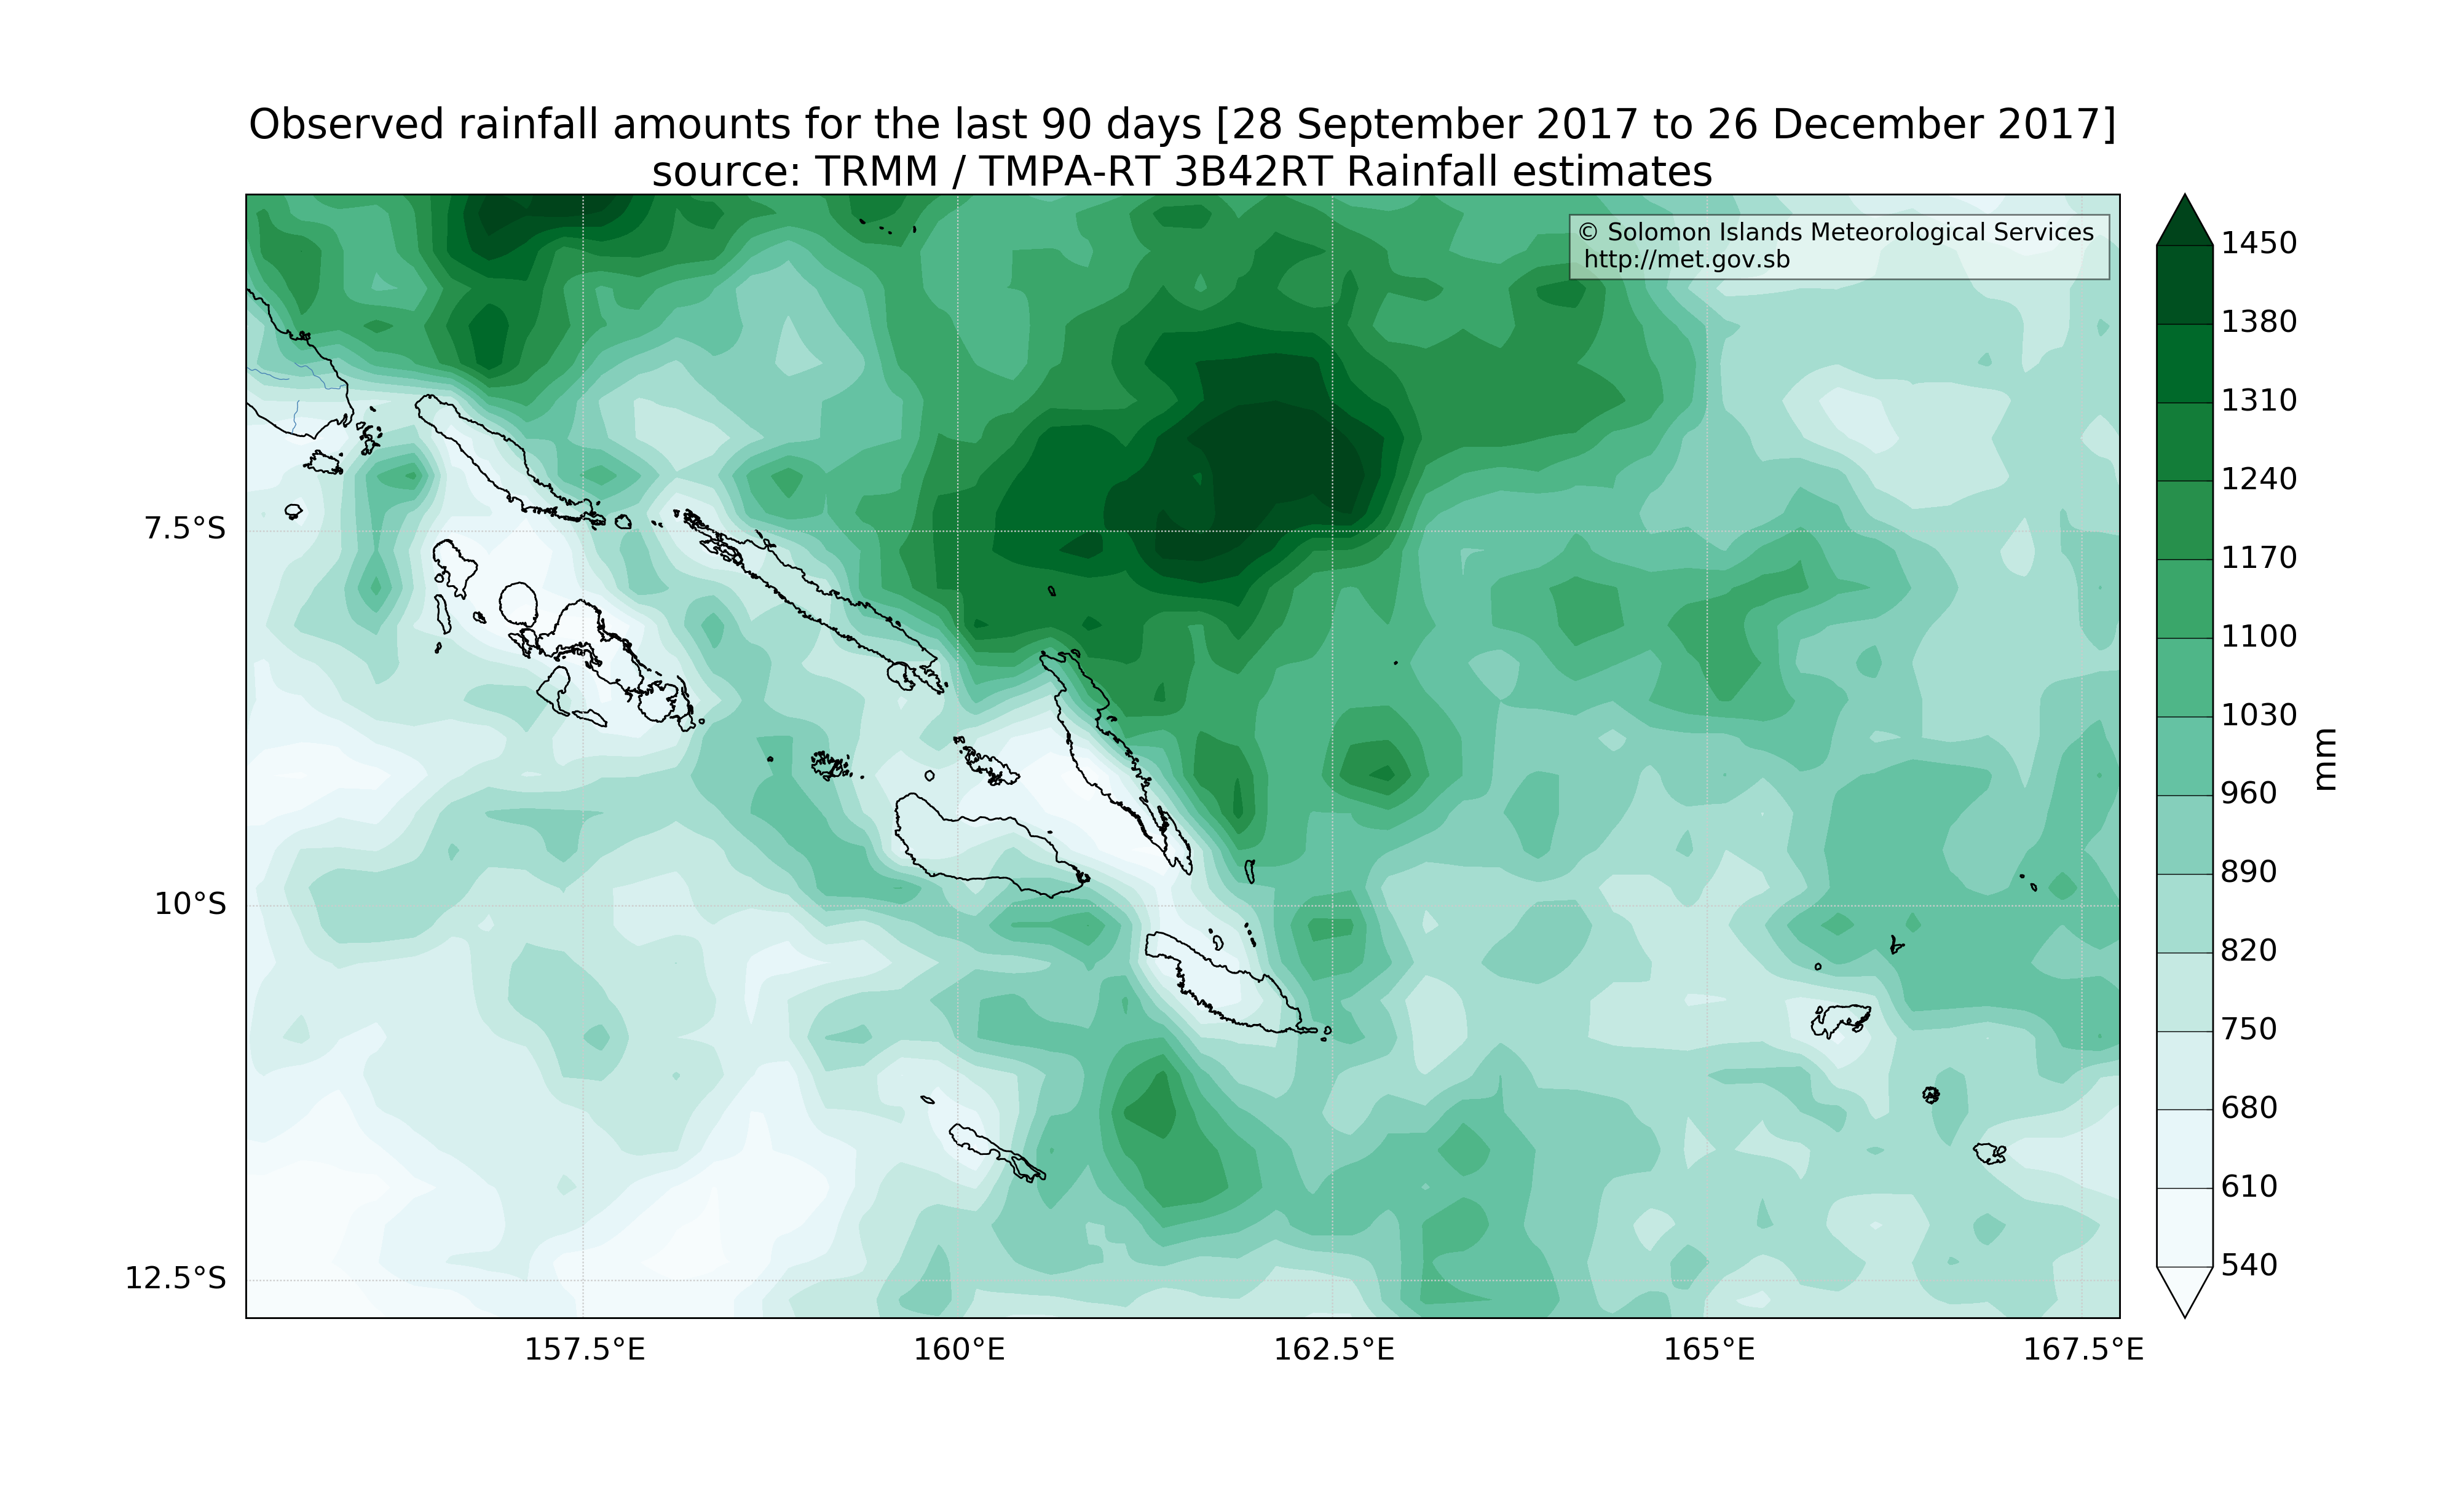 Observed rainfall amounts for the last 90 days [28 September 2017 to 26 December 2017]
source: TRMM / TMPA-RT 3B42RT Rainfall estimates
© Solomon Islands Meteorological Services
http://met.gov.sb
7.5°S
10°S
12.5°S
157.5°E
160°E
162.5°E
165°E
167.5°E
1450
1380
1310
1240
1170
1100
1030
960
890
820
750
680
610
540
mm